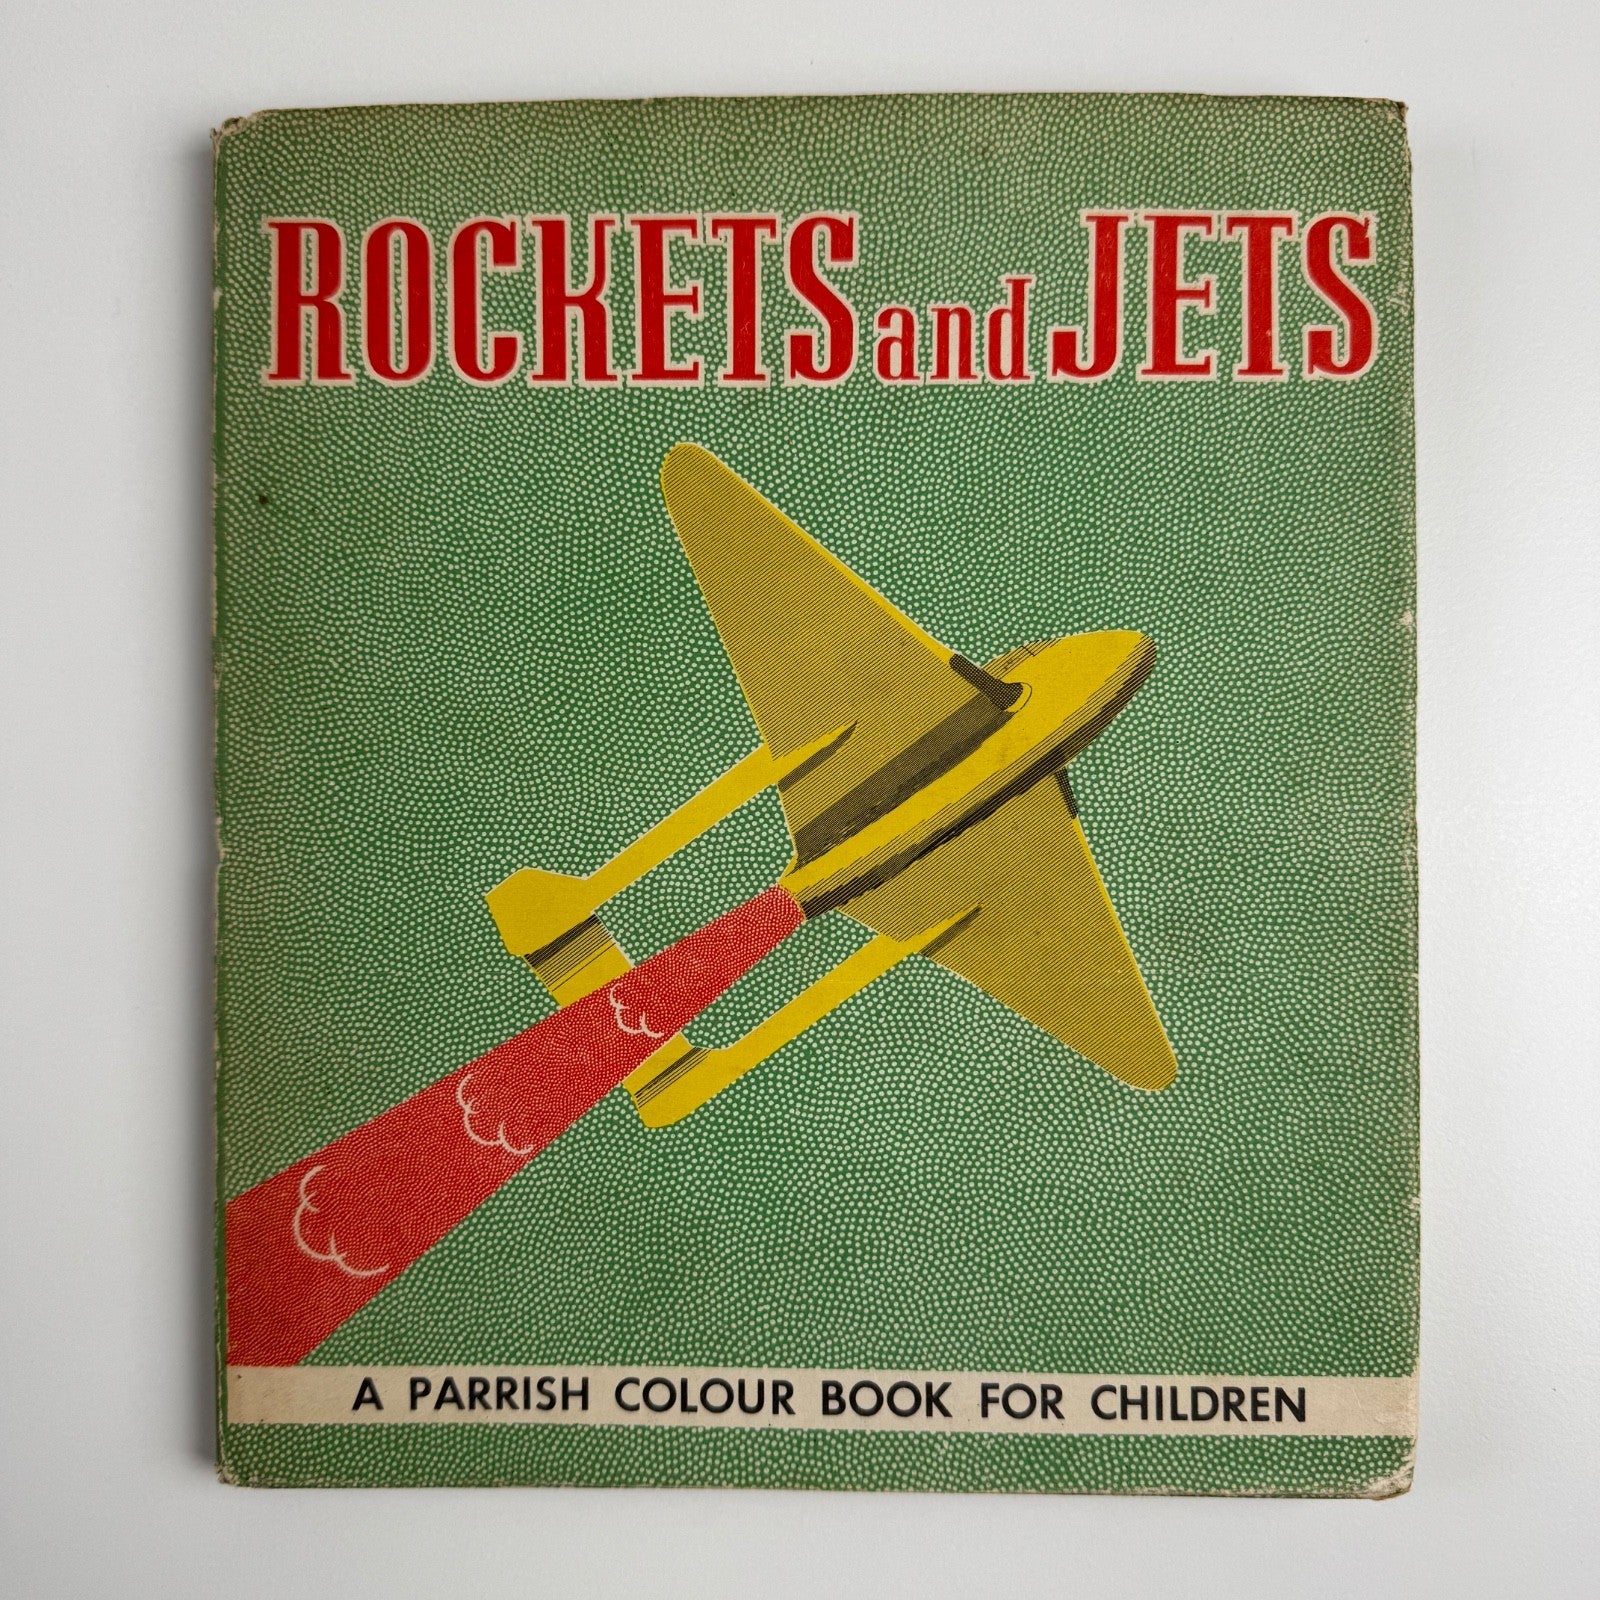 ROCKETS and JETS
A PARRISH COLOUR BOOK FOR CHILDREN